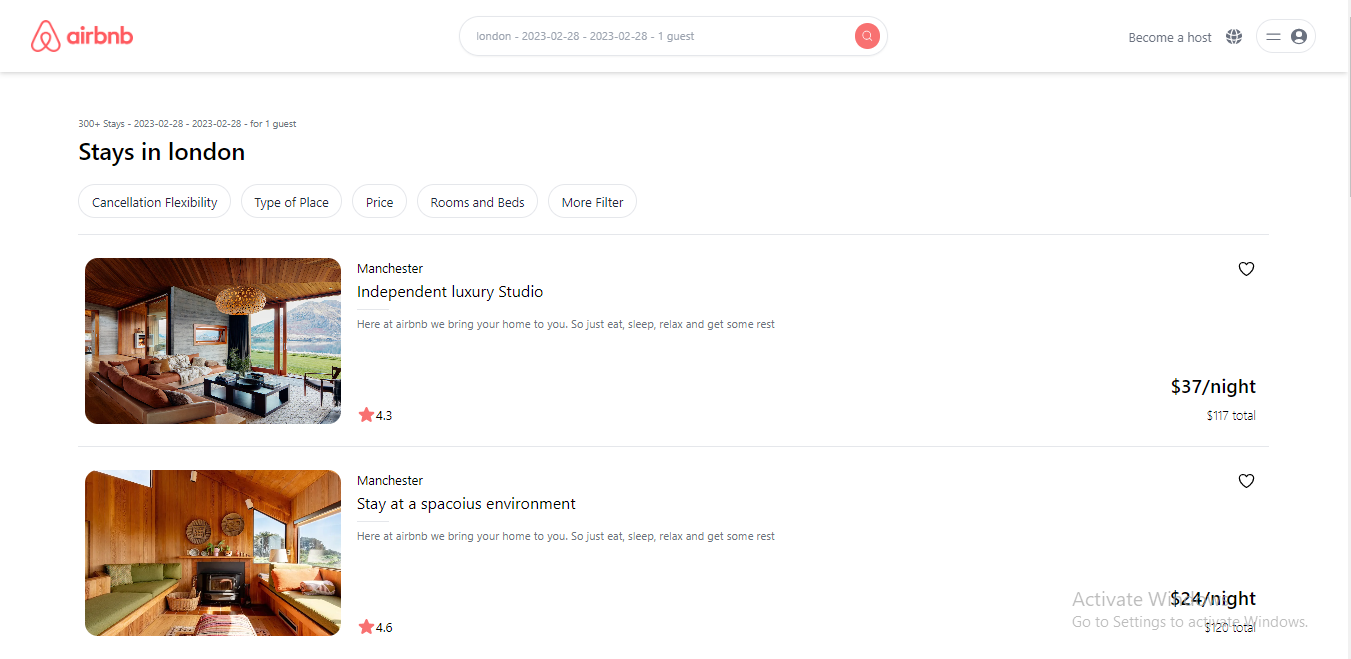 airbnb
london - 2023-02-28 - 2023-02-28 - 1 guest
Become a host
300+ Stays - 2023-02-28 - 2023-02-28 - for 1 guest
Stays in london
Cancellation Flexibility
Type of Place
Price
Rooms and Beds
More Filter
Manchester
Independent luxury Studio
Here at airbnb we bring your home to you. So just eat, sleep, relax and get some rest
$37/night
4.3
$117 total
Manchester
Stay at a spacoius environment
Here at airbnb we bring your home to you. So just eat, sleep, relax and get some rest
$24/night
4.6
$120 total
Activate Windows
Go to Settings to activate Windows.